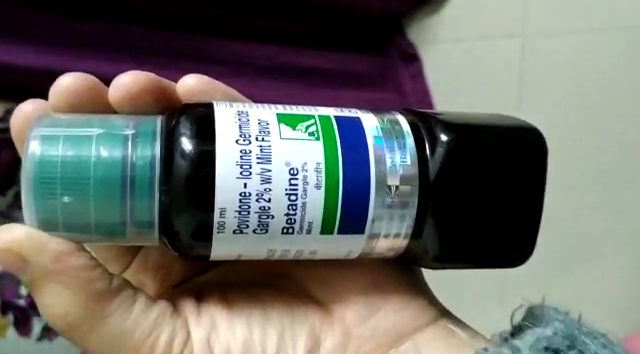 100 ml
Povidone – Iodine Germicide
Gargle 2% w/v Mint Flavor
Betadine®
Germicide Gargle 2%
Mint
बीटाडीन